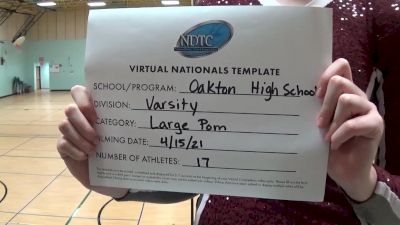 NDTC
VIRTUAL NATIONALS TEMPLATE
SCHOOL/PROGRAM: Oakton High School
DIVISION: Varsity
CATEGORY: Large Pom
FILMING DATE: 4/15/21
NUMBER OF ATHLETES: 17